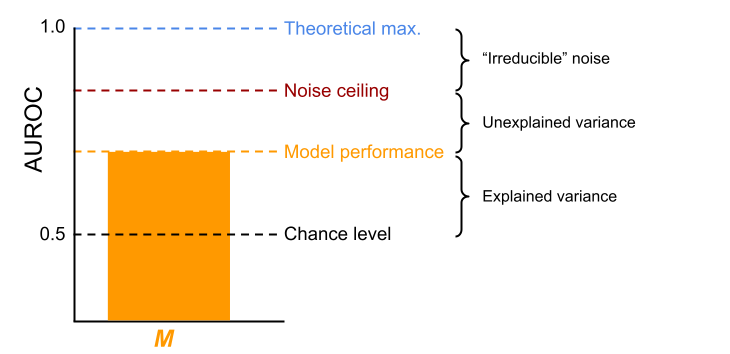 1.0
Theoretical max.
“Irreducible” noise
Noise ceiling
AUROC
Unexplained variance
Model performance
Explained variance
0.5
Chance level
M